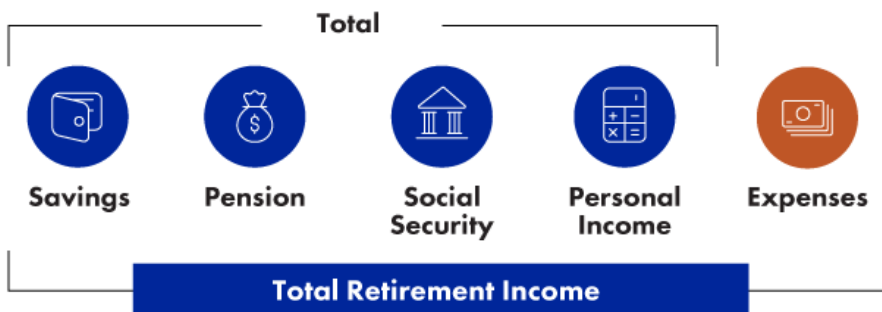 Total
Savings
Pension
Social
Security
Personal
Income
Expenses
Total Retirement Income